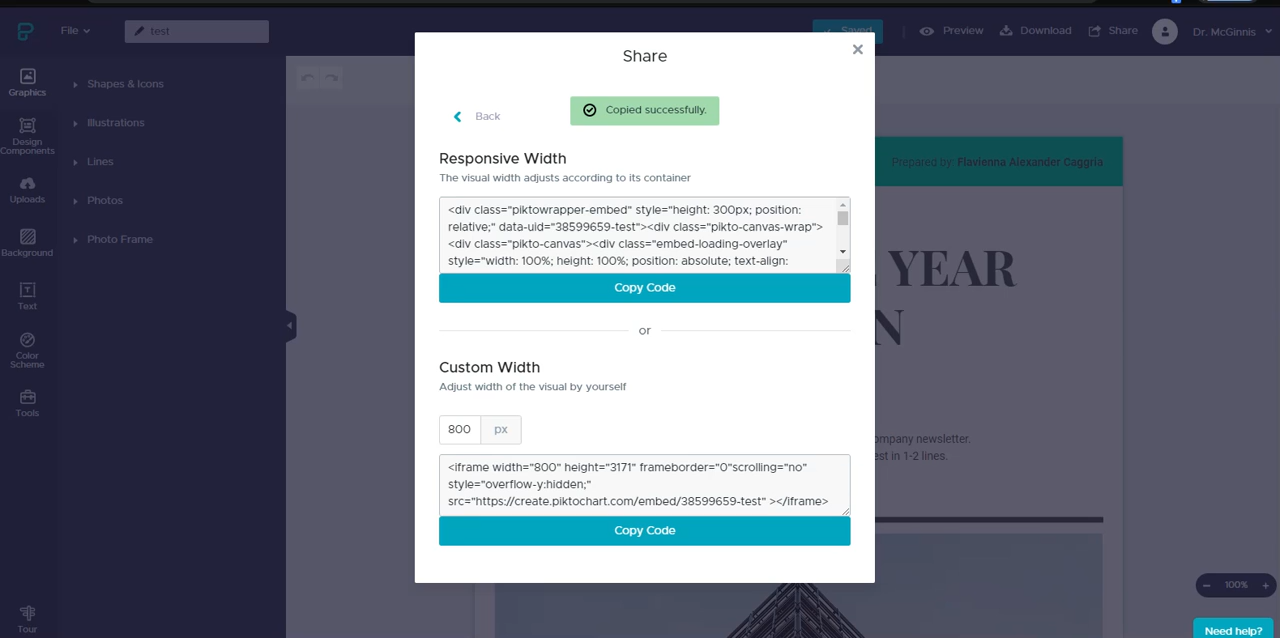 File
test
Saved
Preview
Download
Share
Dr. McGinnis
Graphics
Design
Components
Uploads
Background
Text
Color
Scheme
Tools
Tour
Shapes & Icons
Illustrations
Lines
Photos
Photo Frame
Share
Back
Copied successfully.
Responsive Width
The visual width adjusts according to its container
<div class="piktowrapper-embed" style="height: 300px; position:
relative;" data-uid="38599659-test"><div class="pikto-canvas-wrap">
<div class="pikto-canvas"><div class="embed-loading-overlay"
style="width: 100%; height: 100%; position: absolute; text-align:
Copy Code
or
Custom Width
Adjust width of the visual by yourself
800 px
<iframe width="800" height="3171" frameborder="0"scrolling="no"
style="overflow-y:hidden;"
src="https://create.piktochart.com/embed/38599659-test" ></iframe>
Copy Code
Prepared by: Flavienna Alexander Caggria
YEAR
N
ompany newsletter.
est in 1-2 lines.
100%
Need help?